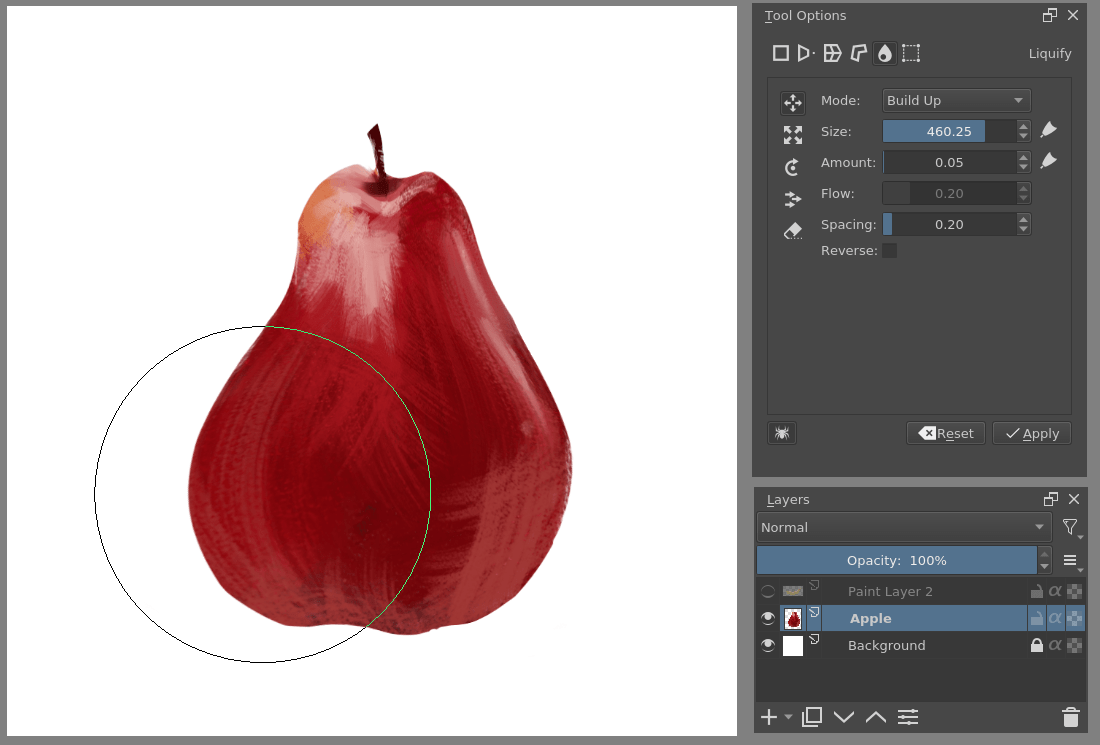 Tool Options
Liquify
Mode: Build Up
Size: 460.25
Amount: 0.05
Flow: 0.20
Spacing: 0.20
Reverse:
Reset Apply
Layers
Normal
Opacity: 100%
Paint Layer 2 α
Apple α
Background α